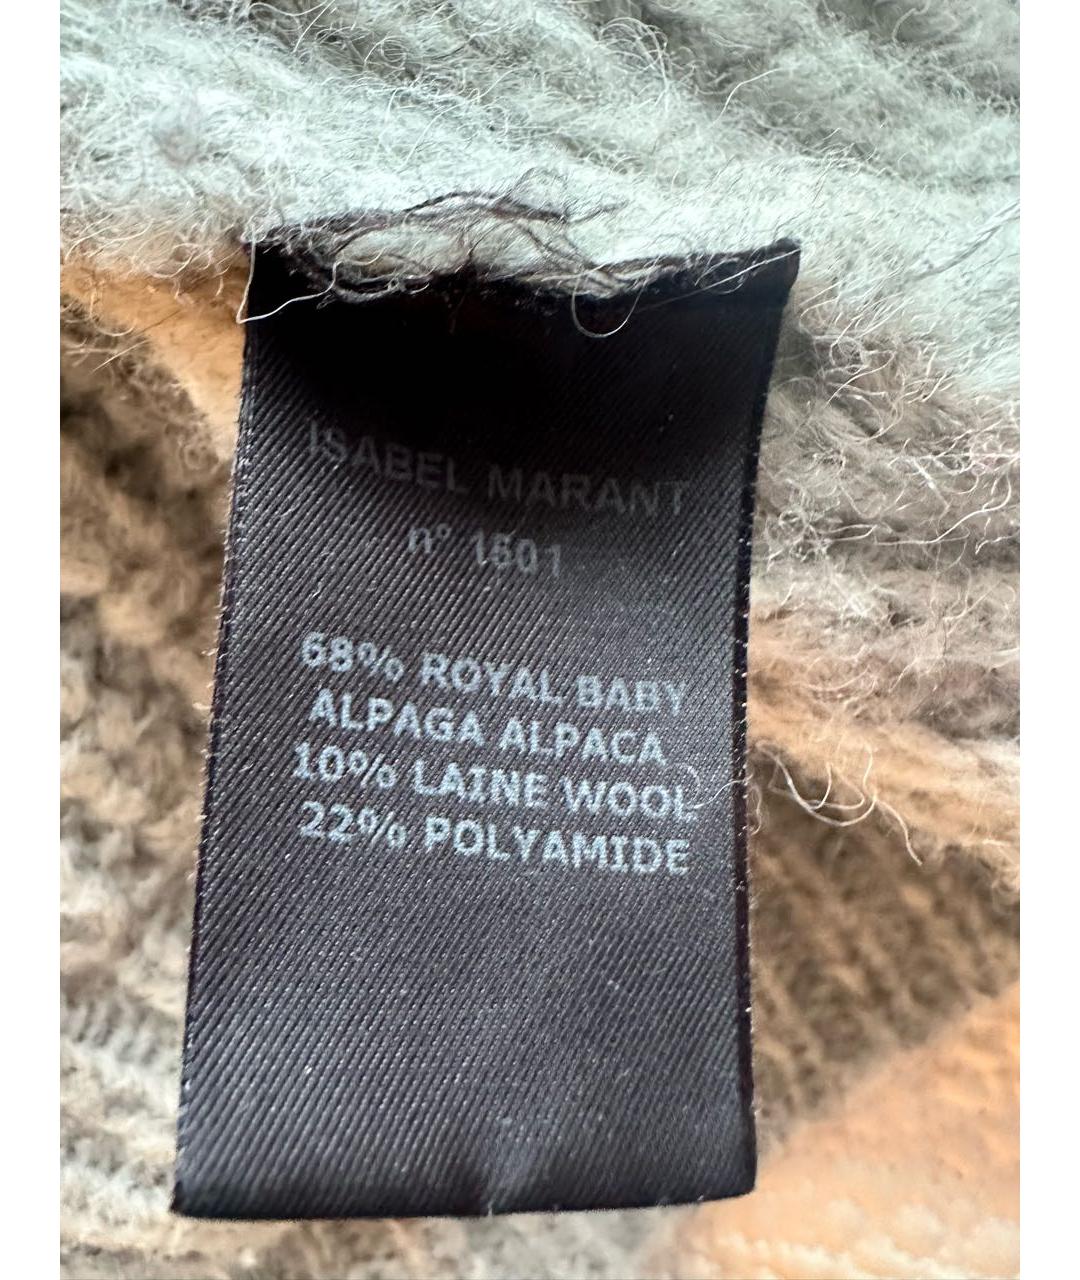 ISABEL MARANT
n° 1601
68% ROYAL BABY
ALPAGA ALPACA
10% LAINE WOOL
22% POLYAMIDE